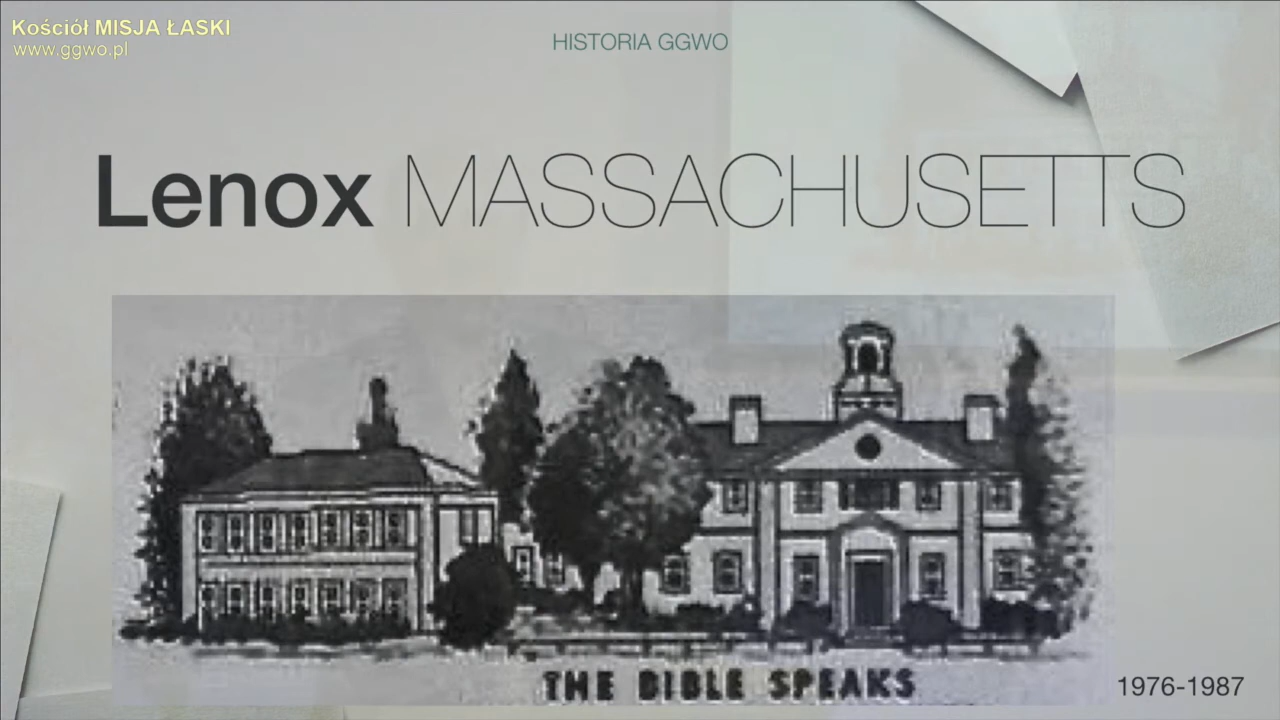 Kościół MISJA ŁASKI
www.ggwo.pl
HISTORIA GGWO
Lenox MASSACHUSETTS
THE BIBLE SPEAKS
1976-1987